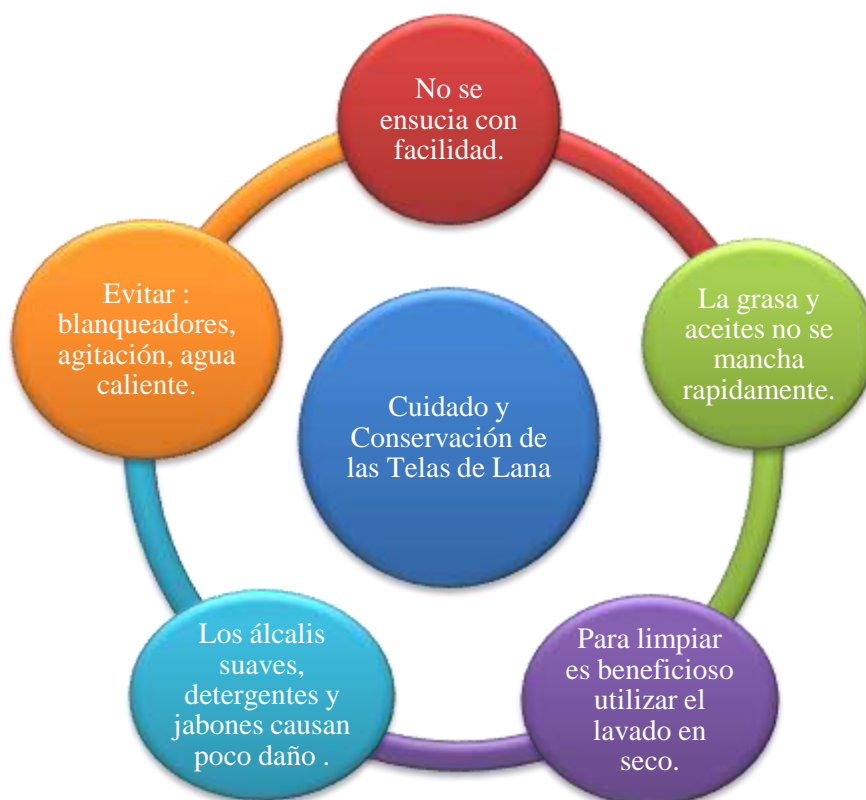 No se
ensucia con
facilidad.
La grasa y
aceites no se
mancha
rapidamente.
Para limpiar
es beneficioso
utilizar el
lavado en
seco.
Los álcalis
suaves,
detergentes y
jabones causan
poco daño .
Evitar :
blanqueadores,
agitación, agua
caliente.
Cuidado y
Conservación de
las Telas de Lana